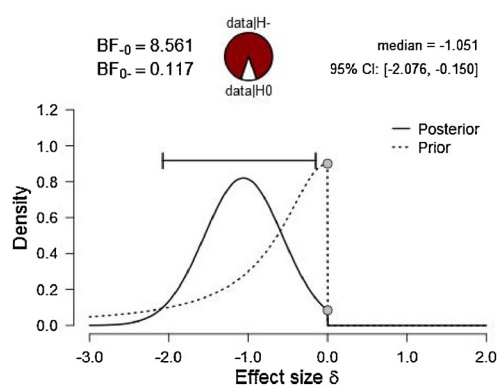 data|H-
BF-0 = 8.561
BF0- = 0.117
data|H0
median = -1.051
95% CI: [-2.076, -0.150]
Posterior
Prior
Density
1.2
1.0
0.8
0.6
0.4
0.2
0.0
-3.0 -2.0 -1.0 0.0 1.0 2.0
Effect size δ